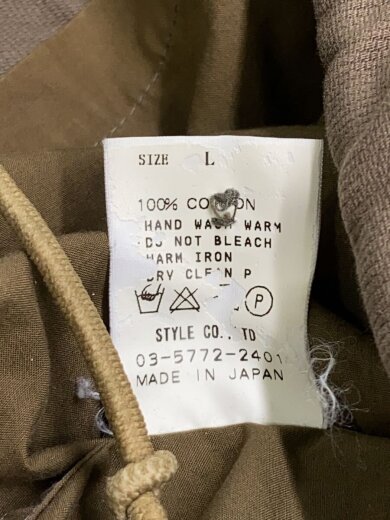 SIZE L
100% COTTON
HAND WASH WARM
DO NOT BLEACH
WARM IRON
DRY CLEAN P
P
STYLE CO., LTD
03-5772-2401
MADE IN JAPAN